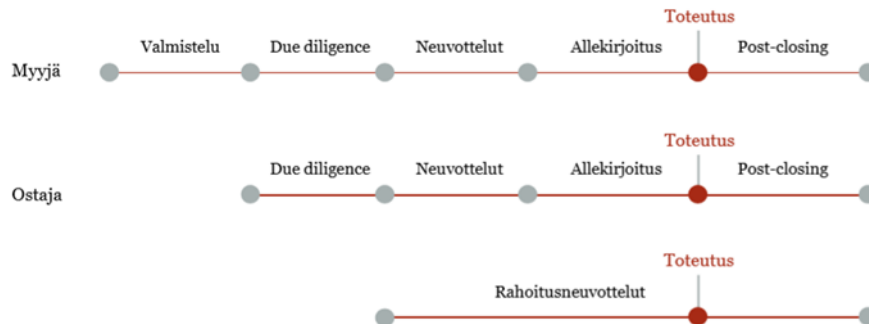 Toteutus
Valmistelu Due diligence Neuvottelut Allekirjoitus Post-closing
Myyjä
Toteutus
Due diligence Neuvottelut Allekirjoitus Post-closing
Ostaja
Toteutus
Rahoitusneuvottelut